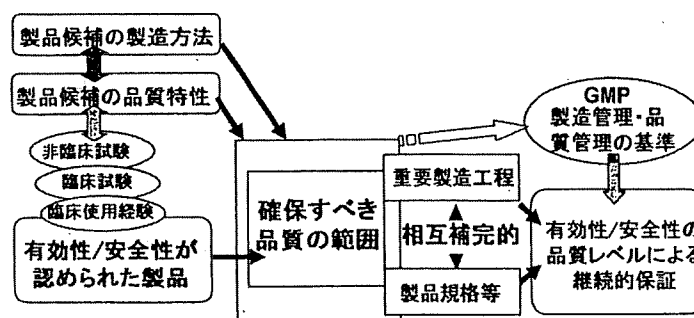 製品候補の製造方法
製品候補の品質特性
非臨床試験
臨床試験
臨床使用経験
有効性/安全性が
認められた製品
確保すべき
品質の範囲
重要製造工程
相互補完的
製品規格等
GMP
製造管理・品
質管理の基準
有効性/安全性の
品質レベルによる
継続的保証